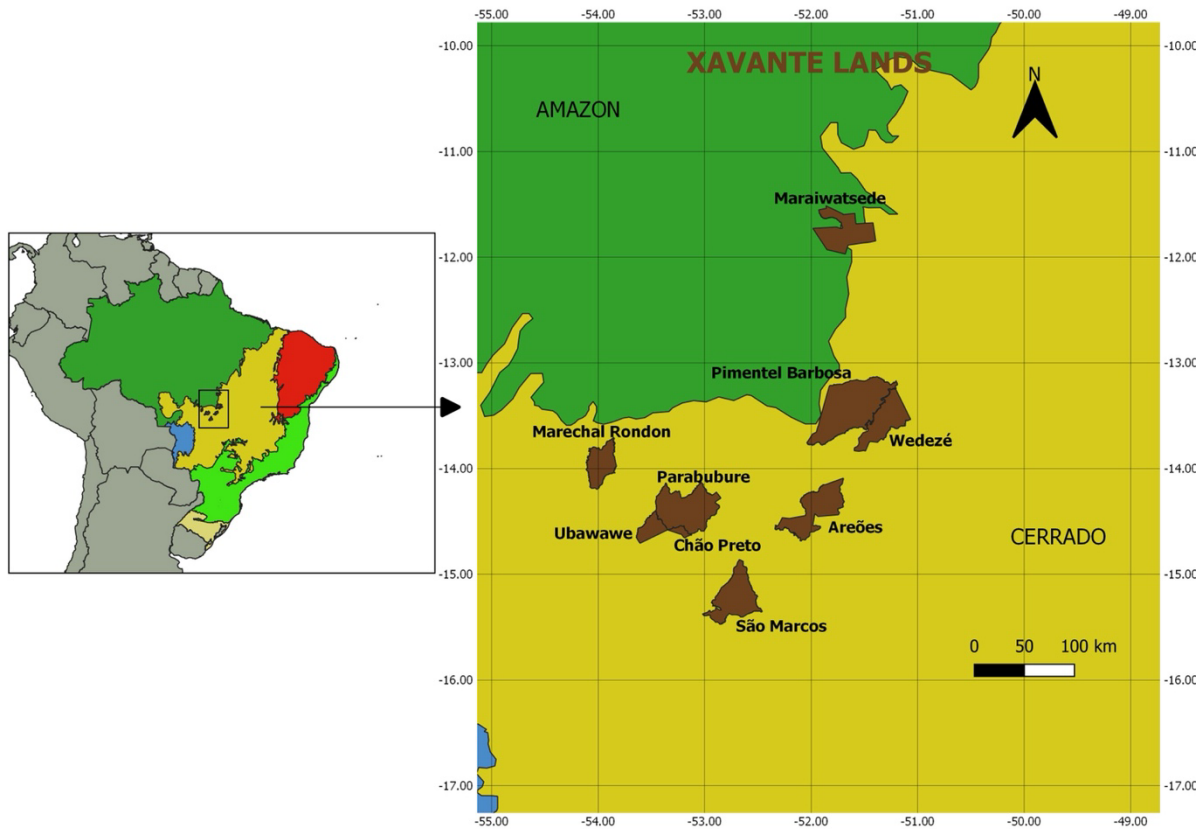 -55.00 -54.00 -53.00 -52.00 -51.00 -50.00 -49.00
-10.00 -10.00
XAVANTE LANDS
N
AMAZON
-11.00 -11.00
Maraiwatsede
-12.00 -12.00
-13.00 -13.00
Pimentel Barbosa
Marechal Rondon
Wedezé
-14.00 -14.00
Parabubure
Ubawawe
Areões
Chão Preto
CERRADO
-15.00 -15.00
São Marcos
0 50 100 km
-16.00 -16.00
-17.00 -17.00
-55.00 -54.00 -53.00 -52.00 -51.00 -50.00 -49.00